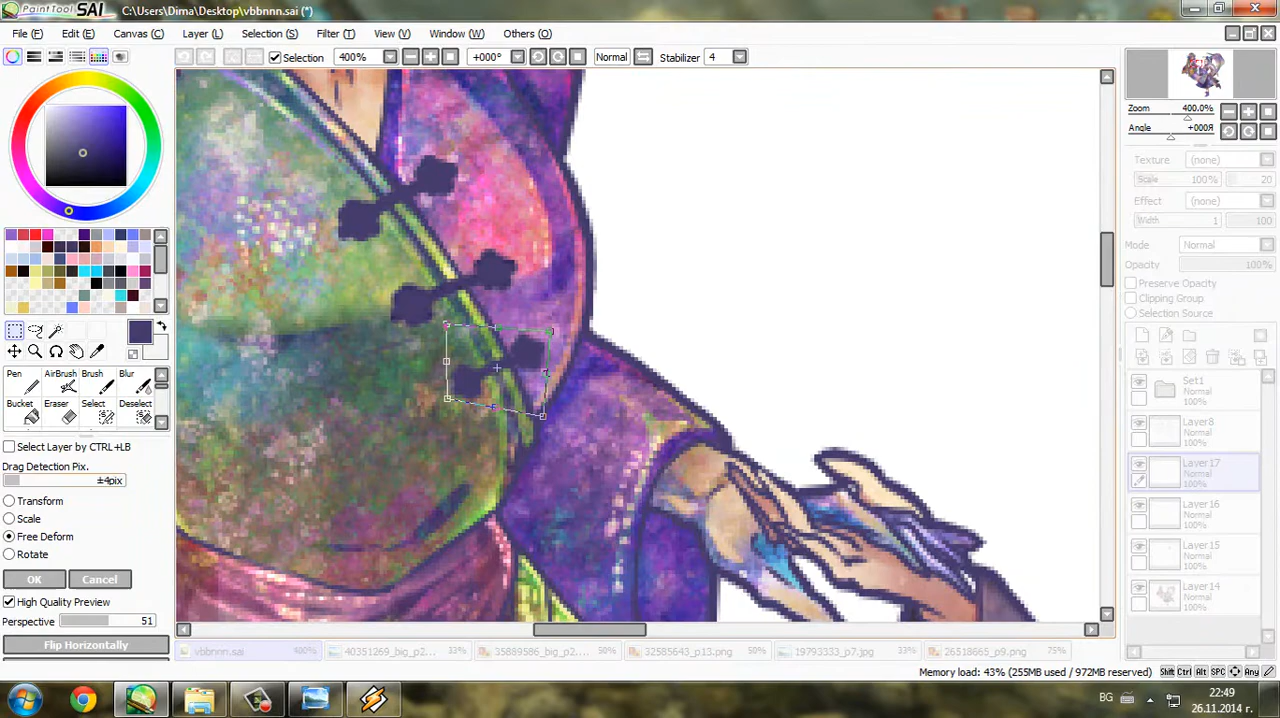 PaintTool SAI C:\Users\Dima\Desktop\vbbnnn.sai (*)
File (F) Edit (E) Canvas (C) Layer (L) Selection (S) Filter (T) View (V) Window (W) Others (O)
Selection 400% +000° Normal Stabilizer 4
Zoom 400.0%
Angle +000Я
Texture (none)
Scale 100% 20
Effect (none)
Width 1 100
Mode Normal
Opacity 100%
Preserve Opacity
Clipping Group
Selection Source
Pen AirBrush Brush Blur
Bucket Eraser Select Deselect
Select Layer by CTRL+LB
Drag Detection Pix.
±4pix
Transform
Scale
Free Deform
Rotate
OK Cancel
High Quality Preview
Perspective 51
Flip Horizontally
Set1
Normal
100%
Layer8
Normal
100%
Layer17
Normal
100%
Layer16
Normal
100%
Layer15
Normal
100%
Layer14
Normal
100%
vbbnnn.sai 400% 40351269_big_p2... 33% 35889586_big_p2... 50% 32585643_p13.png 50% 19793333_p7.jpg 33% 26518665_p9.png 75%
Memory load: 43% (255MB used / 972MB reserved) Shift Ctrl Alt SPC Any
BG 22:49
26.11.2014 г.